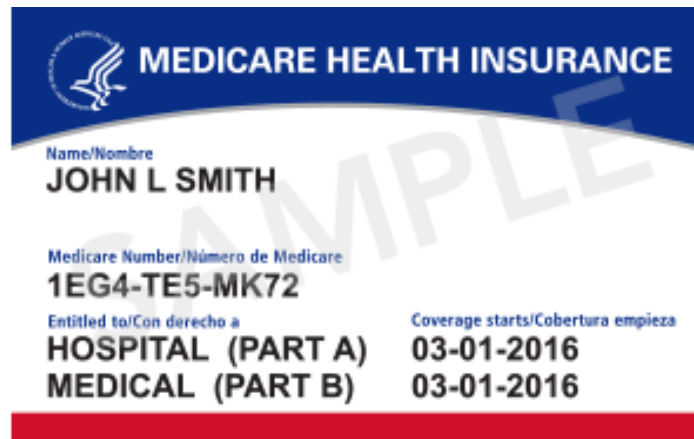 MEDICARE HEALTH INSURANCE
SAMPLE
Name/Nombre
JOHN L SMITH
Medicare Number/Número de Medicare
1EG4-TE5-MK72
Entitled to/Con derecho a Coverage starts/Cobertura empieza
HOSPITAL (PART A) 03-01-2016
MEDICAL (PART B) 03-01-2016